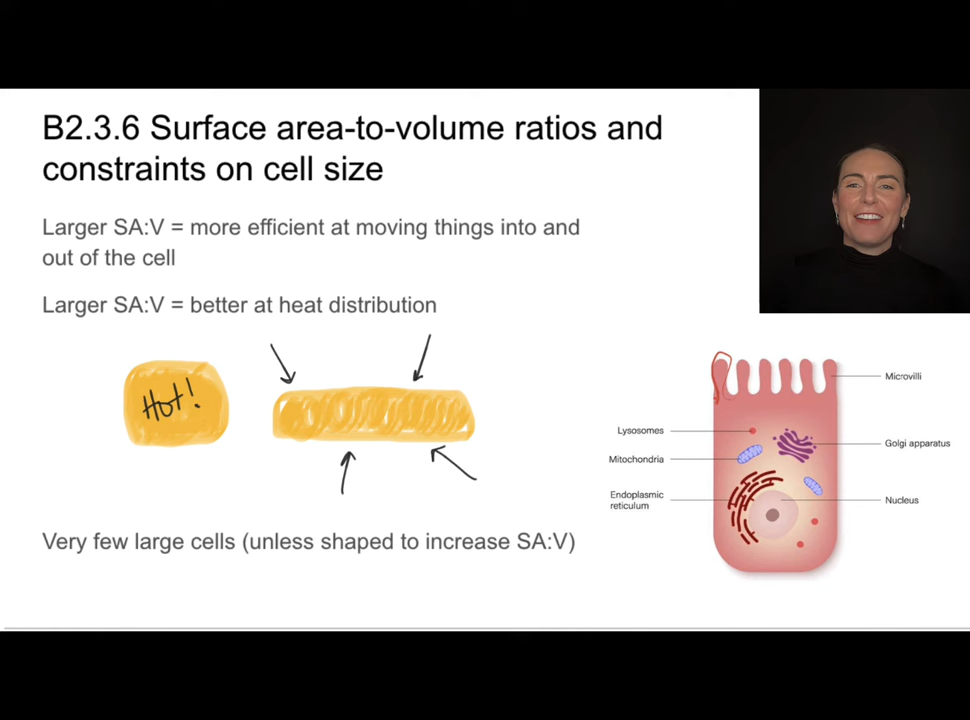 B2.3.6 Surface area-to-volume ratios and
constraints on cell size
Larger SA:V = more efficient at moving things into and
out of the cell
Larger SA:V = better at heat distribution
Hot!
Very few large cells (unless shaped to increase SA:V)
Microvilli
Lysosomes
Golgi apparatus
Mitochondria
Endoplasmic
reticulum
Nucleus